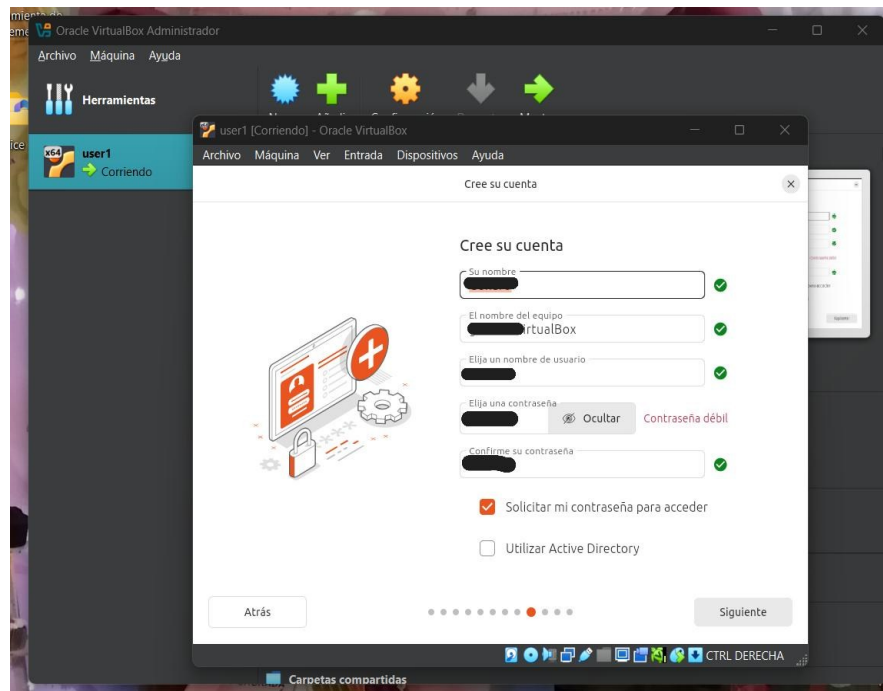 Oracle VirtualBox Administrador
Archivo Máquina Ayuda
Herramientas
x64
user1
Corriendo
user1 [Corriendo] - Oracle VirtualBox
Archivo Máquina Ver Entrada Dispositivos Ayuda
Cree su cuenta
Cree su cuenta
Su nombre
El nombre del equipo
irtualBox
Elija un nombre de usuario
Elija una contraseña
Ocultar Contraseña débil
Confirme su contraseña
Solicitar mi contraseña para acceder
Utilizar Active Directory
Atrás Siguiente
CTRL DERECHA
Carpetas compartidas